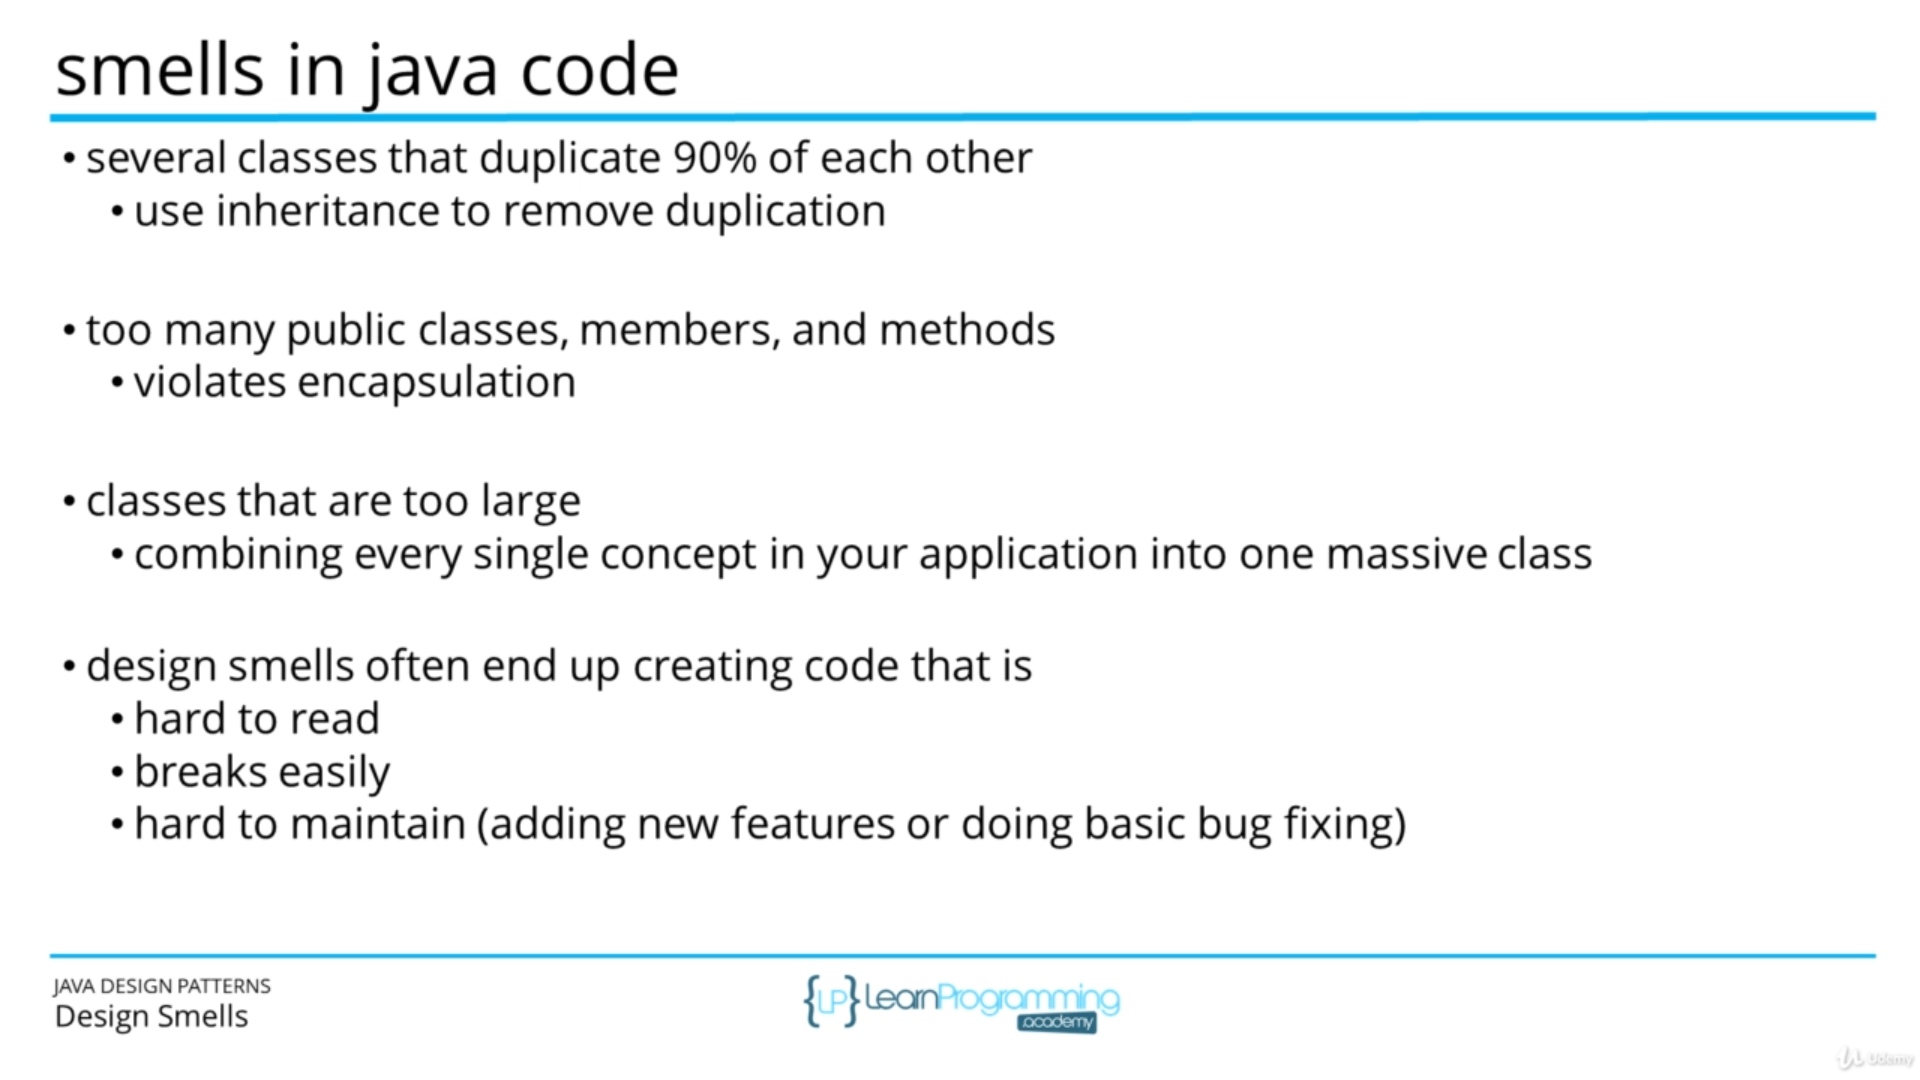 smells in java code
• several classes that duplicate 90% of each other
• use inheritance to remove duplication
• too many public classes, members, and methods
• violates encapsulation
• classes that are too large
• combining every single concept in your application into one massive class
• design smells often end up creating code that is
• hard to read
• breaks easily
• hard to maintain (adding new features or doing basic bug fixing)
JAVA DESIGN PATTERNS
Design Smells
{LP} LearnProgramming
academy
Udemy